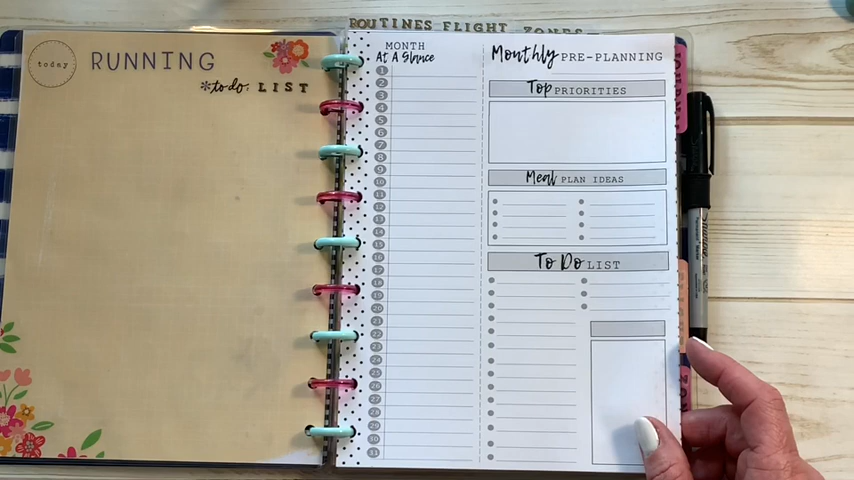 ROUTINES FLIGHT ZONES
today
RUNNING
*to do: LIST
MONTH
At A Glance
1
2
3
4
5
6
7
8
9
10
11
12
13
14
15
16
17
18
19
20
21
22
23
24
25
26
27
28
29
30
31
Monthly PRE-PLANNING
Top PRIORITIES
Meal PLAN IDEAS
To Do LIST
Sharpie